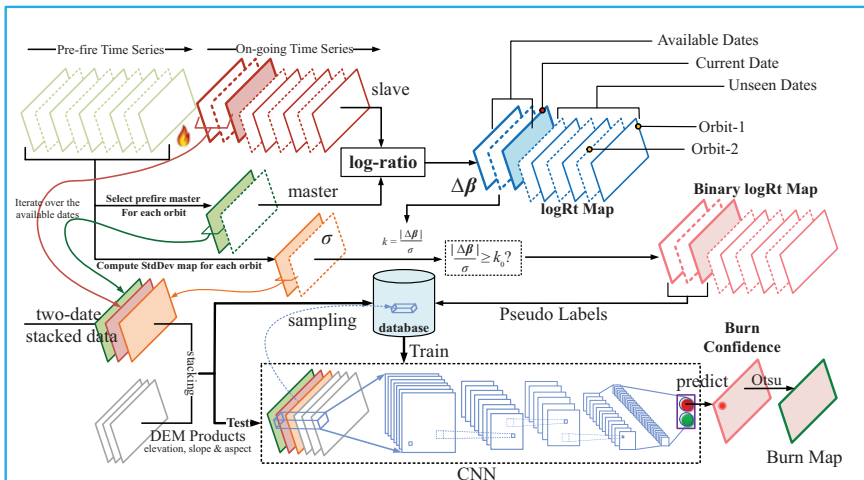 Pre-fire Time Series
On-going Time Series
Available Dates
Current Date
Unseen Dates
slave
Orbit-1
Orbit-2
log-ratio
Δβ
logRt Map
Binary logRt Map
Iterate over the
available dates
Select prefire master
For each orbit
master
k = |Δβ| / σ
|Δβ| / σ ≥ k₀?
σ
Compute StdDev map for each orbit
two-date
stacked data
sampling
database
Pseudo Labels
Train
stacking
Burn
Confidence
predict
Otsu
Test
DEM Products
elevation, slope & aspect
CNN
Burn Map